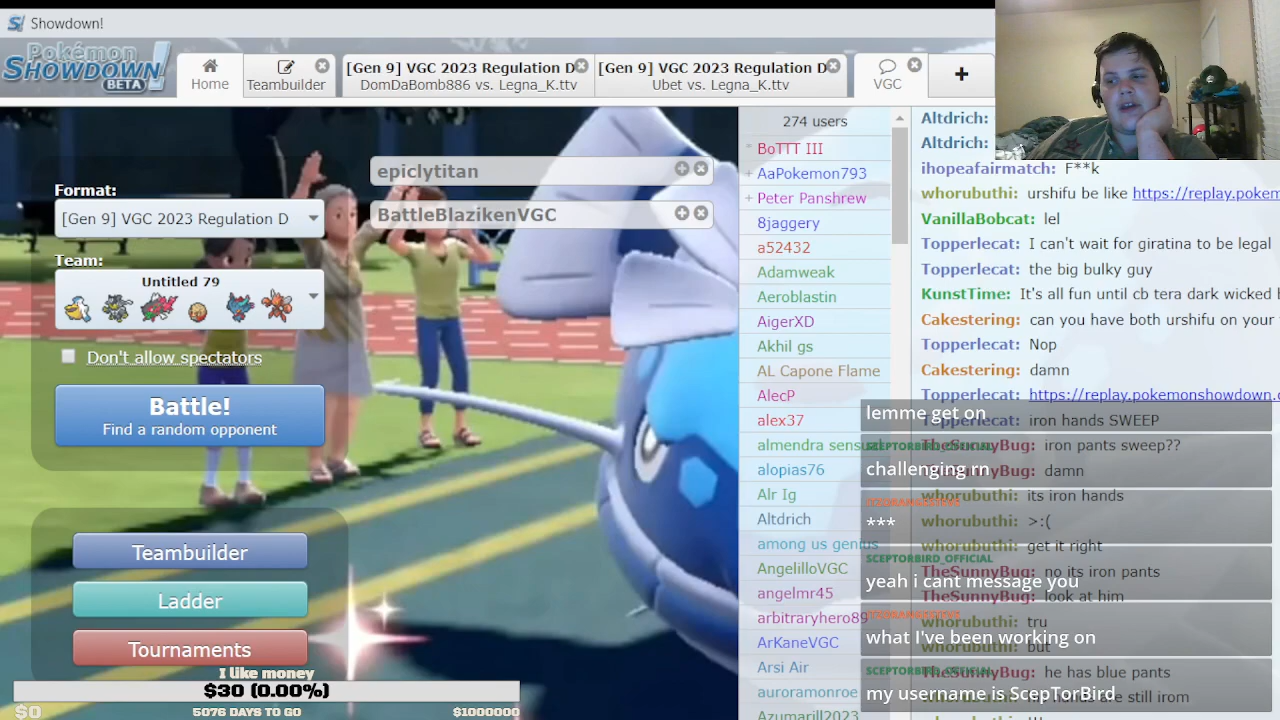 Showdown!
Pokémon
SHOWDOWN!
BETA
Home
Teambuilder
[Gen 9] VGC 2023 Regulation D
DomDaBomb886 vs. Legna_K.ttv
[Gen 9] VGC 2023 Regulation D
Ubet vs. Legna_K.ttv
VGC
+
Format:
[Gen 9] VGC 2023 Regulation D
Team:
Untitled 79
Don't allow spectators
Battle!
Find a random opponent
Teambuilder
Ladder
Tournaments
I like money
$30 (0.00%)
$0
5076 DAYS TO GO
$1000000
epiclytitan
BattleBlazikenVGC
274 users
BoTTT III
+ AaPokemon793
+ Peter Panshrew
8jaggery
a52432
Adamweak
Aeroblastin
AigerXD
Akhil gs
AL Capone Flame
AlecP
alex37
almendra
alopias76
Alr Ig
Altdrich
among us genius
AngelilloVGC
angelmr45
arbitraryhero89
ArKaneVGC
Arsi Air
auroramonroe
Azumarill2023
Altdrich:
Altdrich:
ihopeafairmatch: F**k
whorubuthi: urshifu be like https://replay.pokem
VanillaBobcat: lel
Topperlecat: I can't wait for giratina to be legal
Topperlecat: the big bulky guy
KunstTime: It's all fun until cb tera dark wicked
Cakestering: can you have both urshifu on your
Topperlecat: Nop
Cakestering: damn
Topperlecat: https://replay.pokemonshowdown.
Topperlecat: iron hands SWEEP
TheSunnyBug: iron pants sweep??
TheSunnyBug: damn
whorubuthi: its iron hands
whorubuthi: >:(
whorubuthi: get it right
TheSunnyBug: no its iron pants
TheSunnyBug: look at him
whorubuthi: tru
whorubuthi: but
TheSunnyBug: he has blue pants
are still irom
lemme get on
challenging rn
***
SCEPTORBIRD_OFFICIAL
yeah i cant message you
what I've been working on
SCEPTORBIRD_OFFICIAL
my username is ScepTorBird